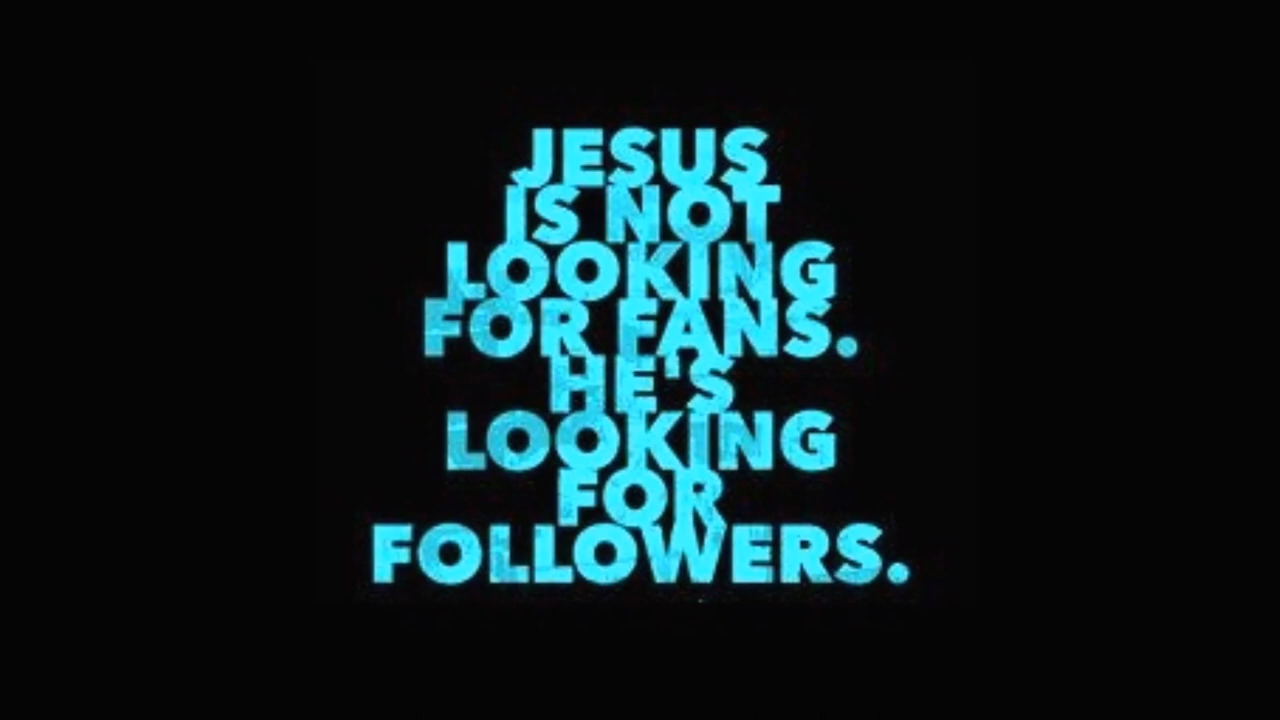 JESUS
IS NOT
LOOKING
FOR FANS.
HE'S
LOOKING
FOR
FOLLOWERS.